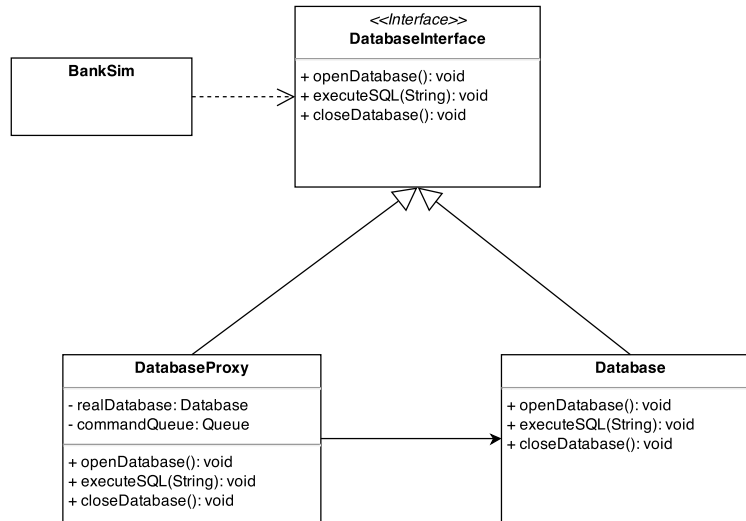 <<Interface>>
DatabaseInterface
+ openDatabase(): void
+ executeSQL(String): void
+ closeDatabase(): void
BankSim
DatabaseProxy
- realDatabase: Database
- commandQueue: Queue
+ openDatabase(): void
+ executeSQL(String): void
+ closeDatabase(): void
Database
+ openDatabase(): void
+ executeSQL(String): void
+ closeDatabase(): void